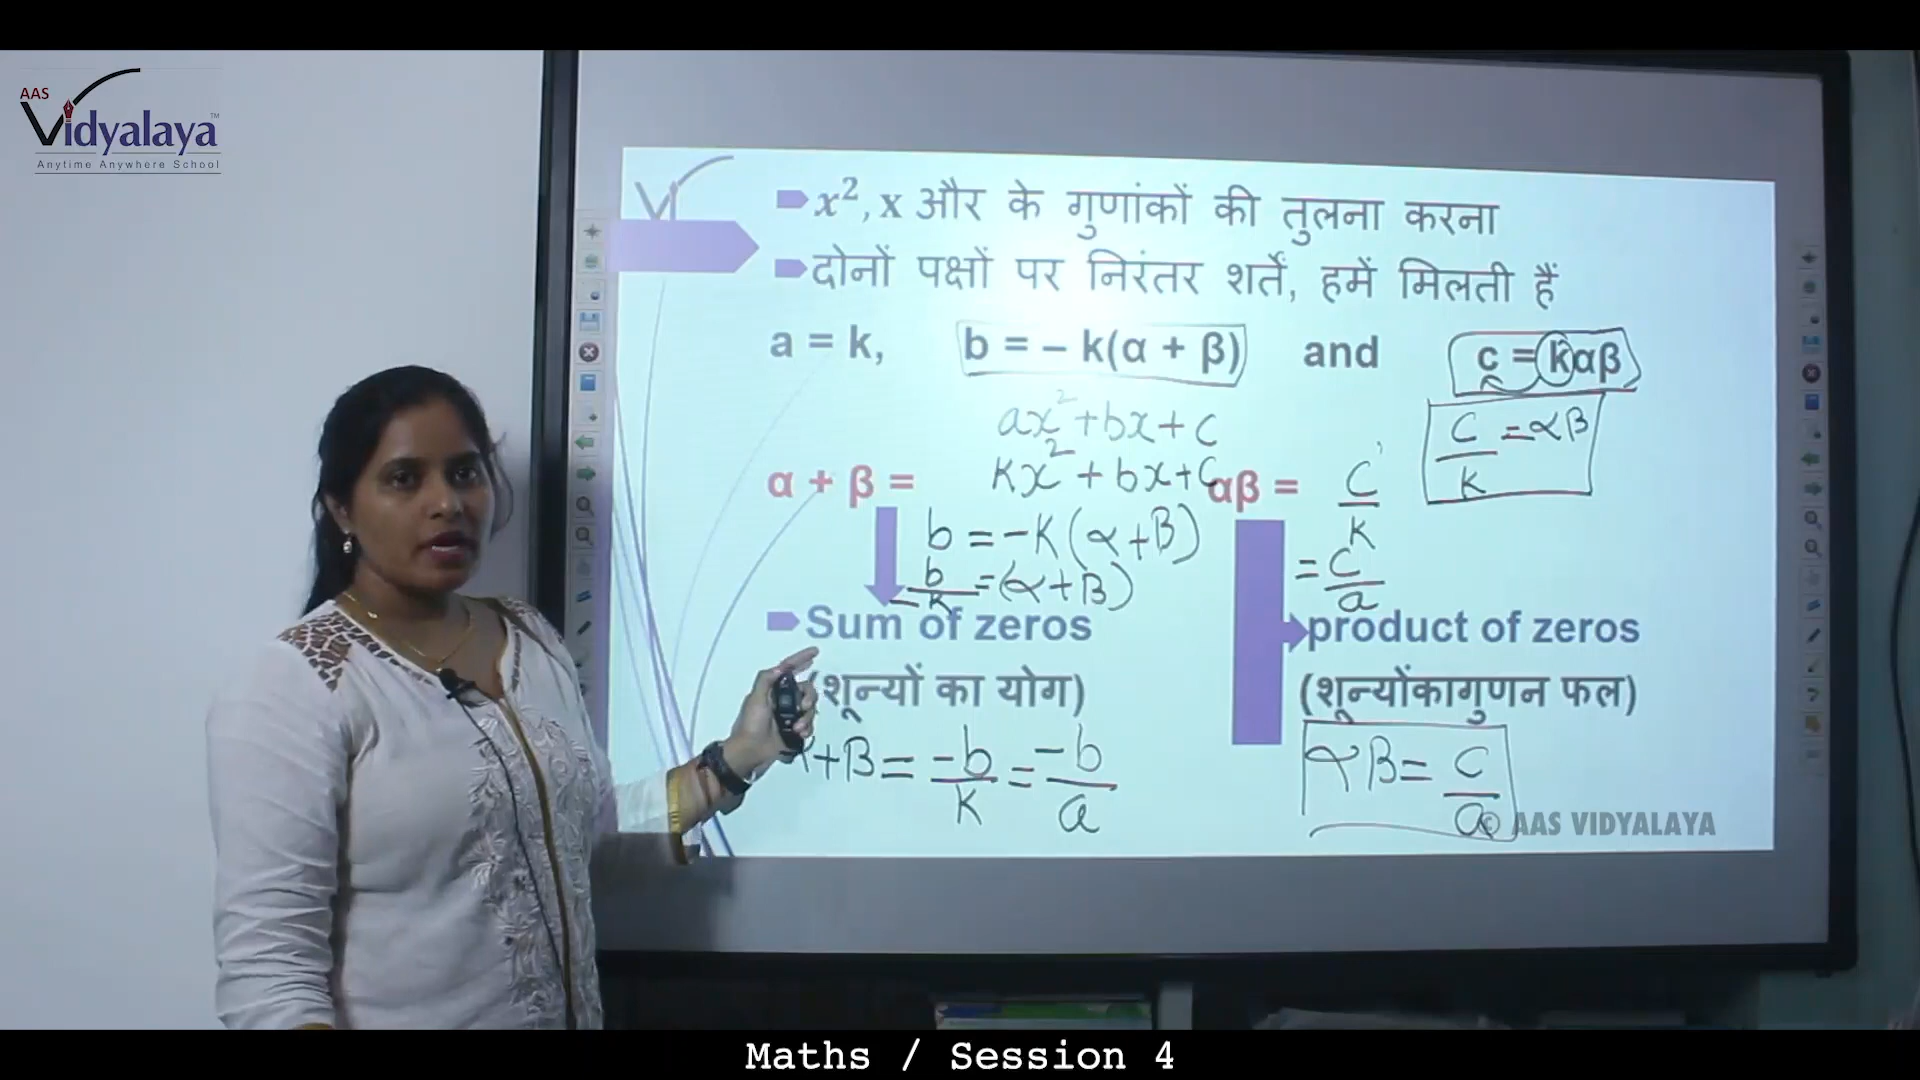 AAS
Vidyalaya™
Anytime Anywhere School
x², x और के गुणांकों की तुलना करना
दोनों पक्षों पर निरंतर शर्तें, हमें मिलती हैं
a = k, b = – k(α + β) and c = kαβ
ax² + bx + c
c/k = αβ
kx² + bx + c
α + β =
αβ = c/k
b = -k(α+β)
= c/a
b/-k = (α+β)
Sum of zeros
product of zeros
(शून्यों का योग)
(शून्योंकागुणन फल)
α+β = -b/k = -b/a
αβ = c/a
© AAS VIDYALAYA
Maths / Session 4